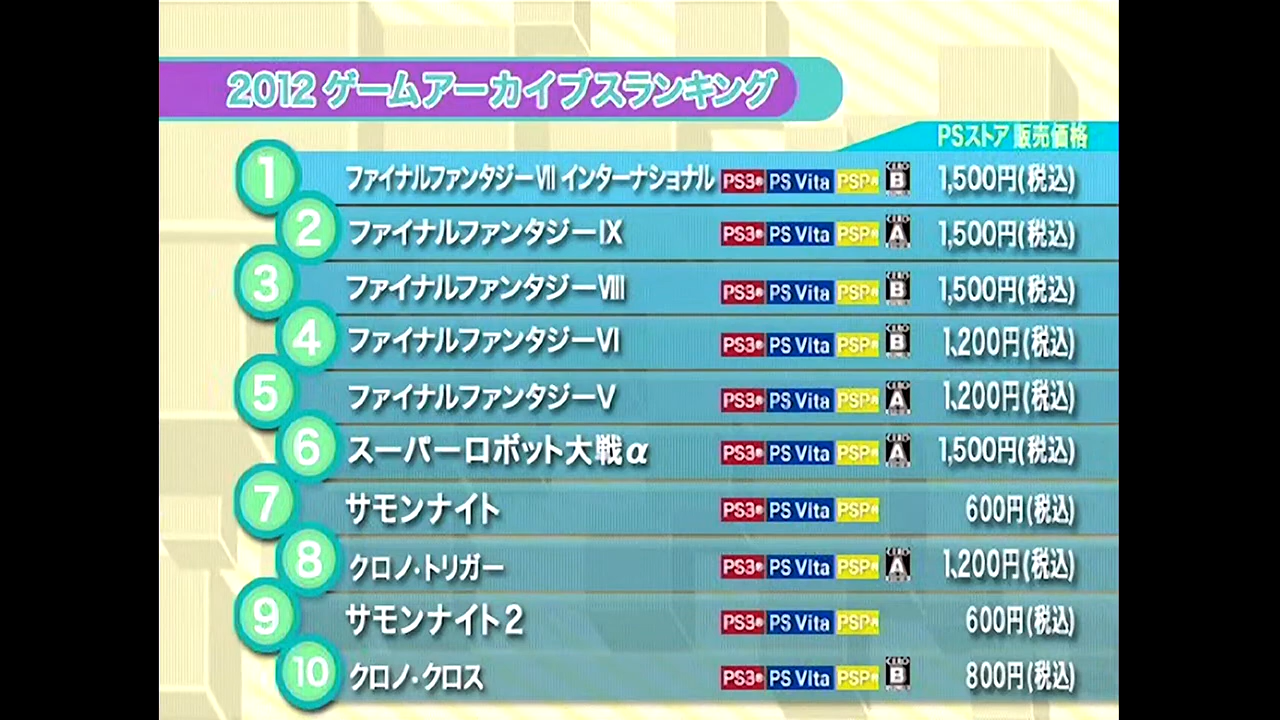 2012 ゲームアーカイブスランキング
PSストア 販売価格
1 ファイナルファンタジーⅦ インターナショナル PS3® PS Vita PSP® CERO B 1,500円(税込)
2 ファイナルファンタジーⅨ PS3® PS Vita PSP® CERO A 1,500円(税込)
3 ファイナルファンタジーⅧ PS3® PS Vita PSP® CERO B 1,500円(税込)
4 ファイナルファンタジーⅥ PS3® PS Vita PSP® CERO B 1,200円(税込)
5 ファイナルファンタジーⅤ PS3® PS Vita PSP® CERO A 1,200円(税込)
6 スーパーロボット大戦α PS3® PS Vita PSP® CERO A 1,500円(税込)
7 サモンナイト PS3® PS Vita PSP® 600円(税込)
8 クロノ・トリガー PS3® PS Vita PSP® CERO A 1,200円(税込)
9 サモンナイト2 PS3® PS Vita PSP® 600円(税込)
10 クロノ・クロス PS3® PS Vita PSP® CERO B 800円(税込)